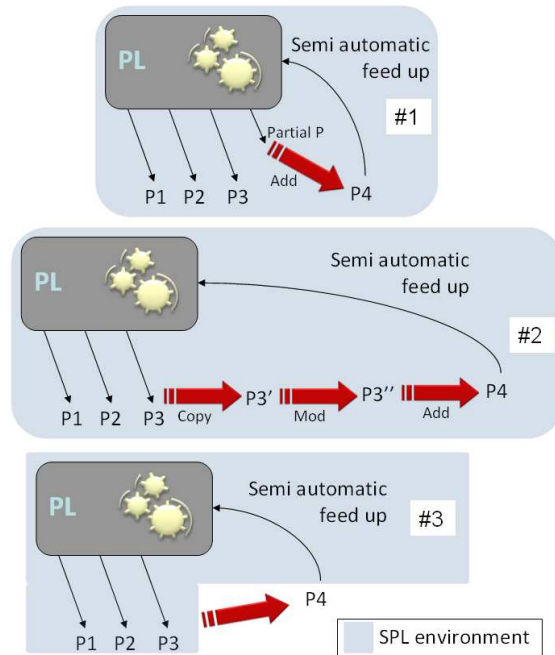 PL
Semi automatic
feed up
#1
Partial P
Add
P1 P2 P3 P4
PL
Semi automatic
feed up
#2
P1 P2 P3 P3′ P3′′ P4
Copy Mod Add
PL
Semi automatic
feed up
#3
P4
P1 P2 P3
SPL environment